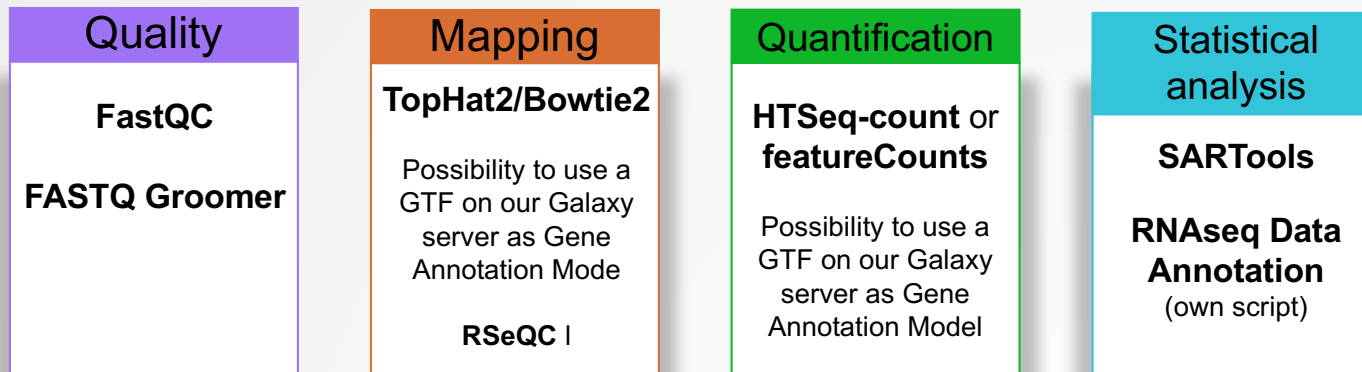 Quality
FastQC
FASTQ Groomer
Mapping
TopHat2/Bowtie2
Possibility to use a
GTF on our Galaxy
server as Gene
Annotation Mode
RSeQC I
Quantification
HTSeq-count or
featureCounts
Possibility to use a
GTF on our Galaxy
server as Gene
Annotation Model
Statistical
analysis
SARTools
RNAseq Data
Annotation
(own script)